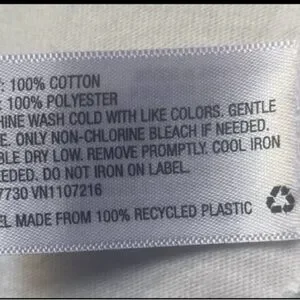 : 100% COTTON
: 100% POLYESTER
HINE WASH COLD WITH LIKE COLORS. GENTLE
E. ONLY NON-CHLORINE BLEACH IF NEEDED.
BLE DRY LOW. REMOVE PROMPTLY. COOL IRON
EEDED. DO NOT IRON ON LABEL.
7730 VN1107216
EL MADE FROM 100% RECYCLED PLASTIC